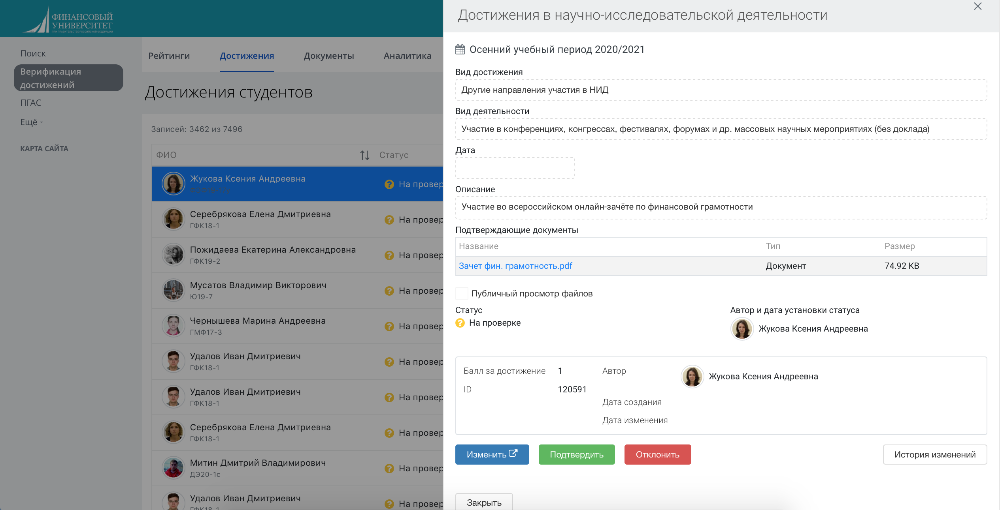 ФИНАНСОВЫЙ
УНИВЕРСИТЕТ
ПРИ ПРАВИТЕЛЬСТВЕ РОССИЙСКОЙ ФЕДЕРАЦИИ
Поиск
Верификация
достижений
ПГАС
Ещё
КАРТА САЙТА
Рейтинги Достижения Документы Аналитика
Достижения студентов
Записей: 3462 из 7496
ФИО Статус
Жукова Ксения Андреевна На провер
Серебрякова Елена Дмитриевна На провер
ГФК18-1
Пожидаева Екатерина Александровна На провер
ГФК19-2
Мусатов Владимир Викторович На провер
Ю19-7
Чернышева Марина Андреевна На провер
ГМФ17-3
Удалов Иван Дмитриевич На провер
ГФК18-1
Удалов Иван Дмитриевич На провер
ГФК18-1
Серебрякова Елена Дмитриевна На провер
ГФК18-1
Митин Дмитрий Владимирович На провер
ДЭ20-1с
Удалов Иван Дмитриевич На провер
ГФК18-1
Достижения в научно-исследовательской деятельности
Осенний учебный период 2020/2021
Вид достижения
Другие направления участия в НИД
Вид деятельности
Участие в конференциях, конгрессах, фестивалях, форумах и др. массовых научных мероприятиях (без доклада)
Дата
Описание
Участие во всероссийском онлайн-зачёте по финансовой грамотности
Подтверждающие документы
Название Тип Размер
Зачет фин. грамотность.pdf Документ 74.92 KB
Публичный просмотр файлов
Статус Автор и дата установки статуса
На проверке Жукова Ксения Андреевна
Балл за достижение 1 Автор Жукова Ксения Андреевна
ID 120591
Дата создания
Дата изменения
Изменить Подтвердить Отклонить История изменений
Закрыть